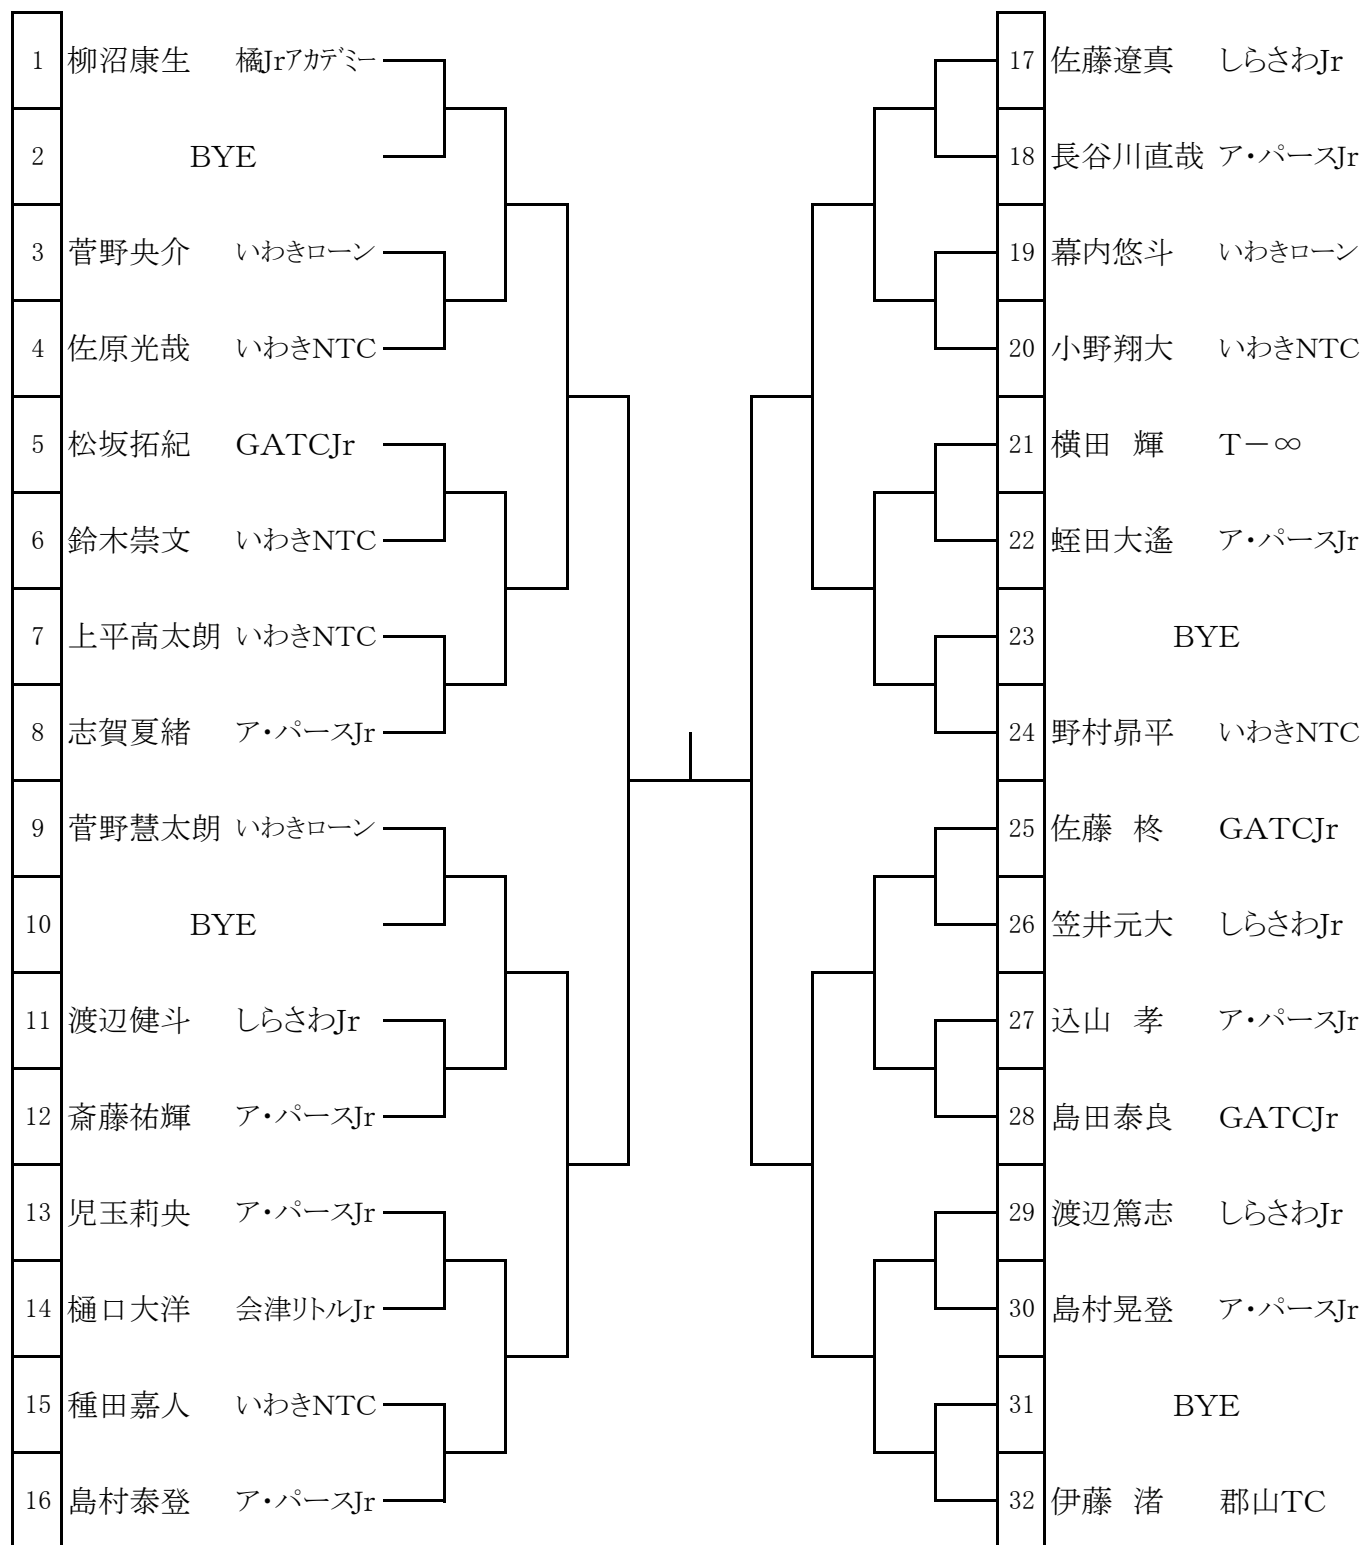 1 柳沼康生 橘Jrアカデミー
2 BYE
3 菅野央介 いわきローン
4 佐原光哉 いわきNTC
5 松坂拓紀 GATCJr
6 鈴木崇文 いわきNTC
7 上平高太朗 いわきNTC
8 志賀夏緒 ア・パースJr
9 菅野慧太朗 いわきローン
10 BYE
11 渡辺健斗 しらさわJr
12 斎藤祐輝 ア・パースJr
13 児玉莉央 ア・パースJr
14 樋口大洋 会津リトルJr
15 種田嘉人 いわきNTC
16 島村泰登 ア・パースJr
17 佐藤遼真 しらさわJr
18 長谷川直哉 ア・パースJr
19 幕内悠斗 いわきローン
20 小野翔大 いわきNTC
21 横田 輝 T－∞
22 蛭田大遙 ア・パースJr
23 BYE
24 野村昴平 いわきNTC
25 佐藤 柊 GATCJr
26 笠井元大 しらさわJr
27 込山 孝 ア・パースJr
28 島田泰良 GATCJr
29 渡辺篤志 しらさわJr
30 島村晃登 ア・パースJr
31 BYE
32 伊藤 渚 郡山TC